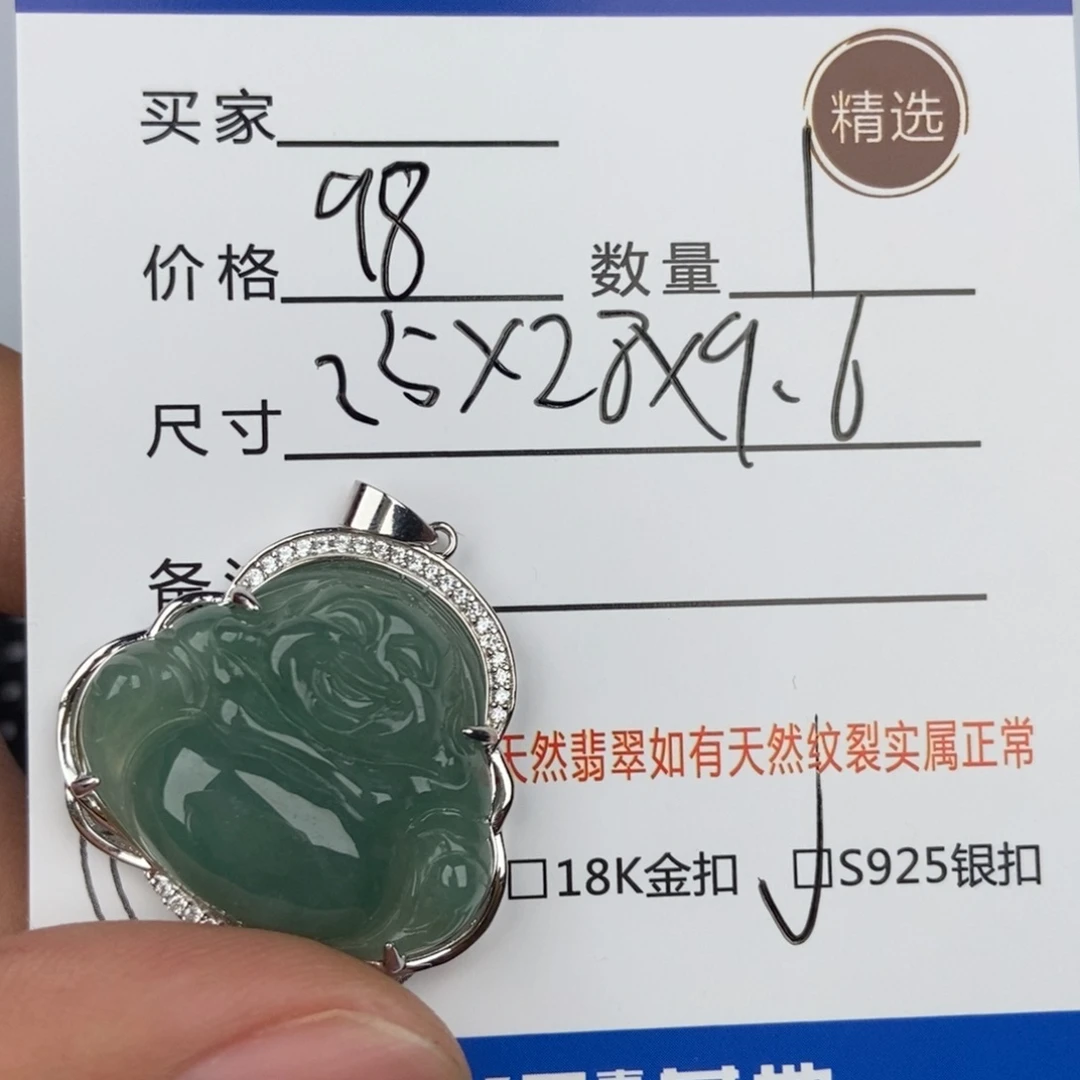 精选
买家
价格 98 数量 1
尺寸 25X28X9.6
备
天然翡翠如有天然纹裂实属正常
□18K金扣 □S925银扣